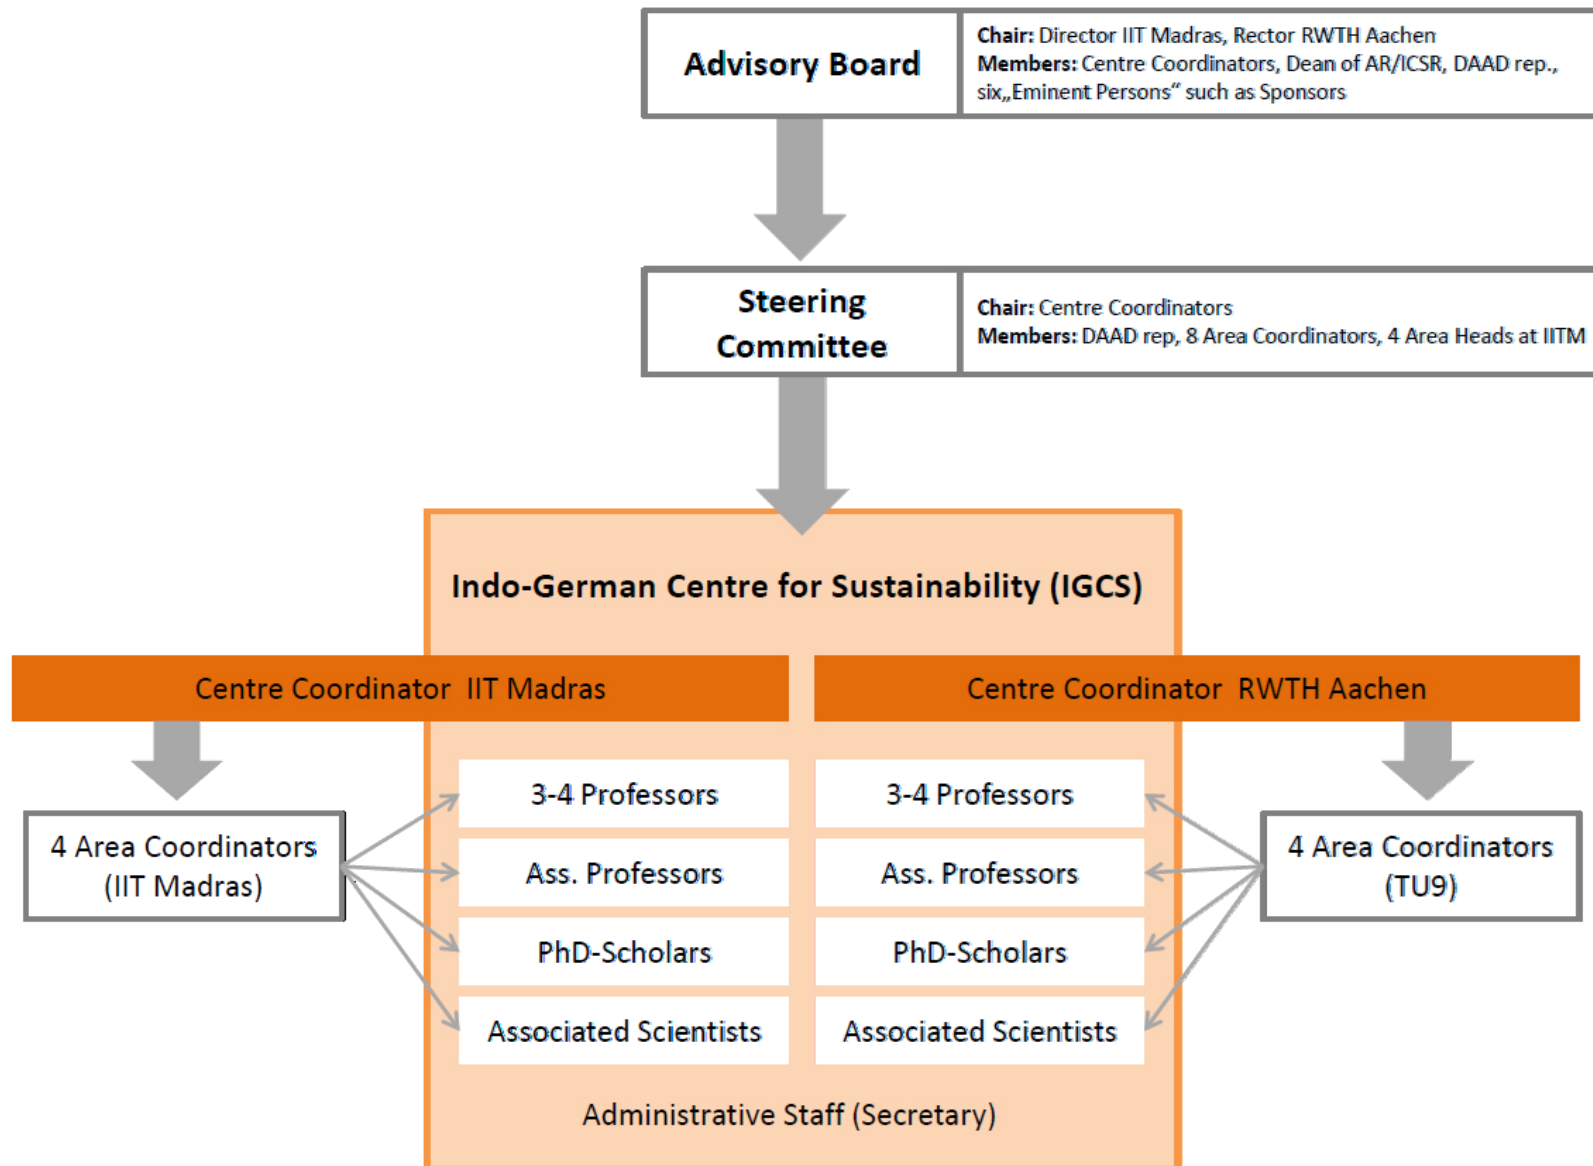 Advisory Board
Chair: Director IIT Madras, Rector RWTH Aachen
Members: Centre Coordinators, Dean of AR/ICSR, DAAD rep.,
six„Eminent Persons“ such as Sponsors
Steering
Committee
Chair: Centre Coordinators
Members: DAAD rep, 8 Area Coordinators, 4 Area Heads at IITM
Indo-German Centre for Sustainability (IGCS)
Centre Coordinator IIT Madras
Centre Coordinator RWTH Aachen
4 Area Coordinators
(IIT Madras)
3-4 Professors
Ass. Professors
PhD-Scholars
Associated Scientists
3-4 Professors
Ass. Professors
PhD-Scholars
Associated Scientists
4 Area Coordinators
(TU9)
Administrative Staff (Secretary)